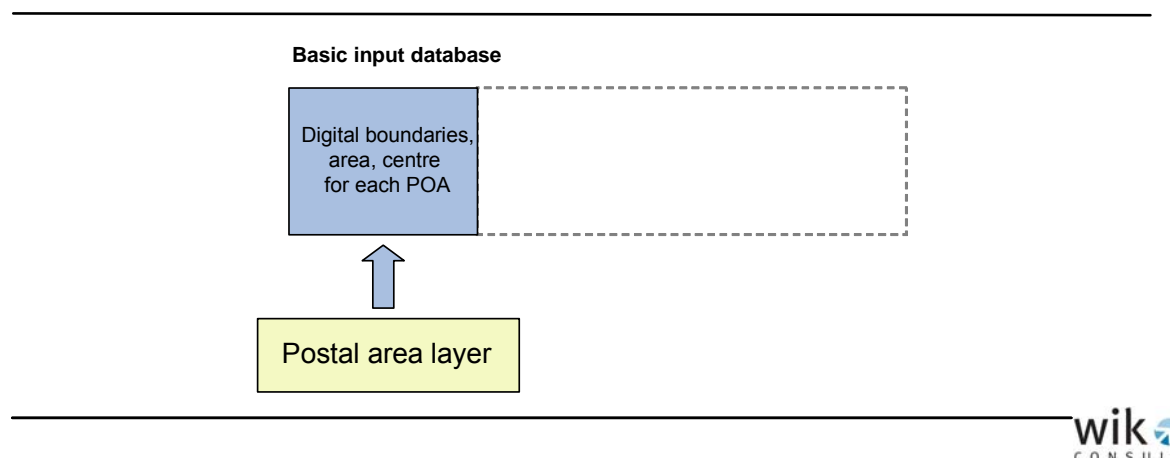 Basic input database
Digital boundaries,
area, centre
for each POA
Postal area layer
wik